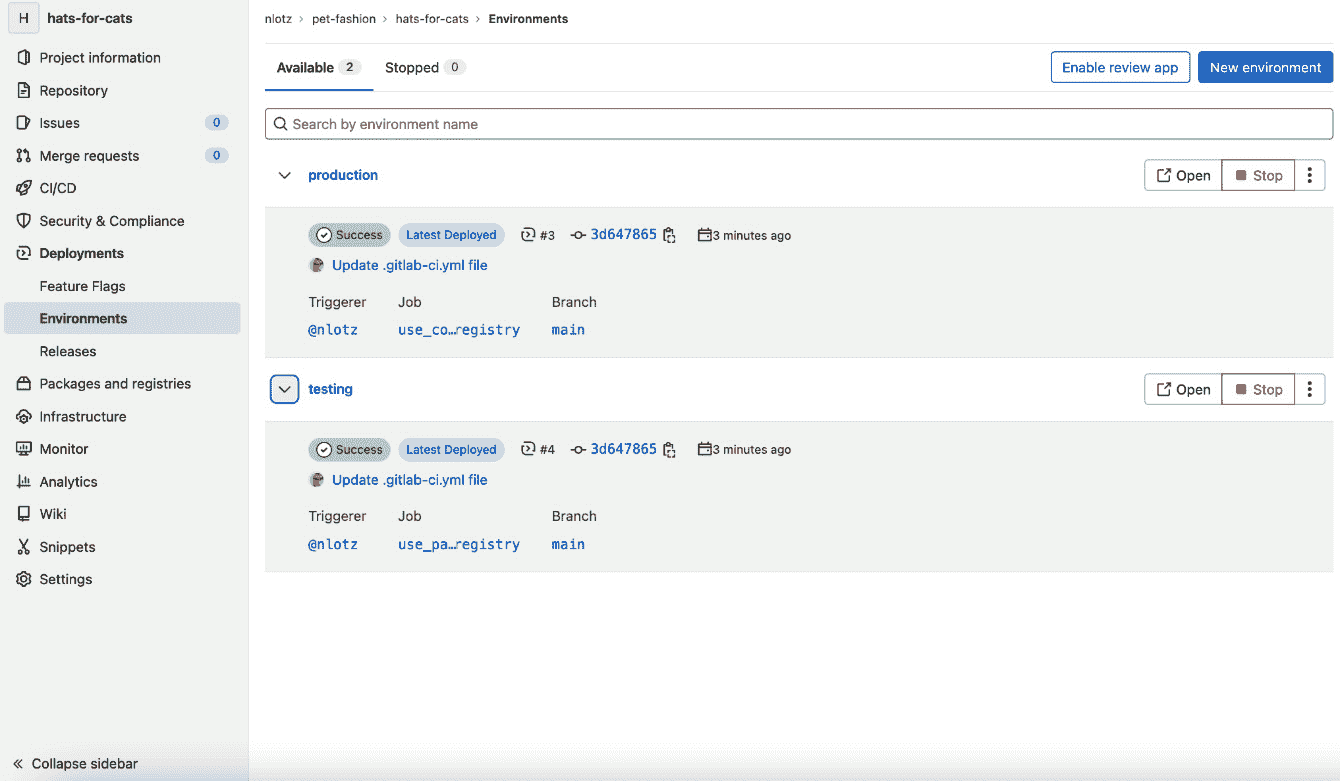 H hats-for-cats
Project information
Repository
Issues 0
Merge requests 0
CI/CD
Security & Compliance
Deployments
Feature Flags
Environments
Releases
Packages and registries
Infrastructure
Monitor
Analytics
Wiki
Snippets
Settings
Collapse sidebar
nlotz › pet-fashion › hats-for-cats › Environments
Available 2 Stopped 0 Enable review app New environment
Search by environment name
production Open Stop
Success Latest Deployed #3 3d647865 3 minutes ago
Update .gitlab-ci.yml file
Triggerer Job Branch
@nlotz use_co…registry main
testing Open Stop
Success Latest Deployed #4 3d647865 3 minutes ago
Update .gitlab-ci.yml file
Triggerer Job Branch
@nlotz use_pa…registry main